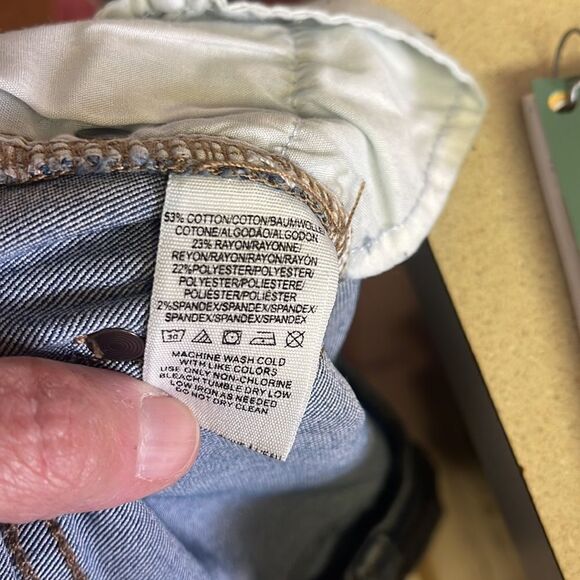 53% COTTON/COTON/BAUMWOLLE
COTONE/ALGODÃO/ALGODON
23% RAYON/RAYONNE/
REYON/RAYON/RAYON/RAYON
22%POLYESTER/POLYESTER/
POLYESTER/POLIESTERE/
POLIÉSTER/POLIESTER
2%SPANDEX/SPANDEX/SPANDEX
SPANDEX/SPANDEX/SPANDEX
30
MACHINE WASH COLD
WITH LIKE COLORS
USE ONLY NON-CHLORINE
BLEACH TUMBLE DRY LOW
LOW IRON AS NEEDED
DO NOT DRY CLEAN